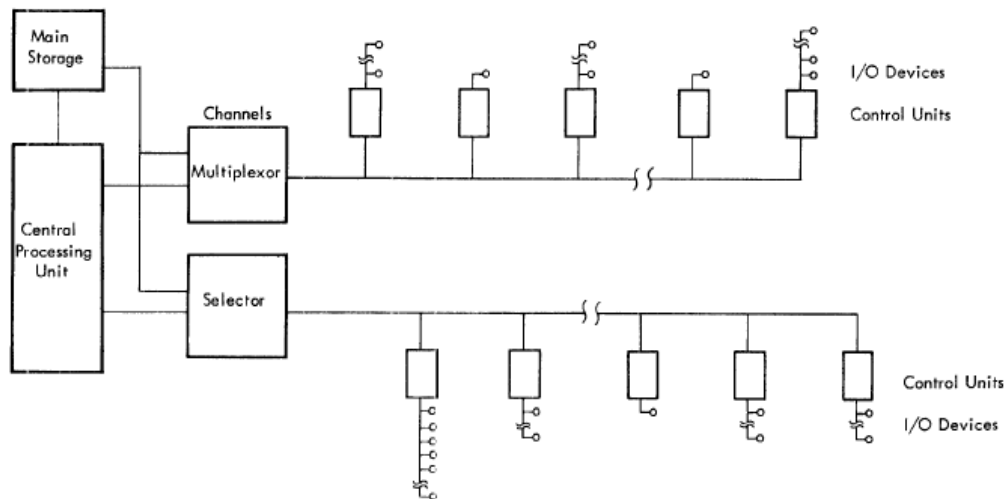 Main
Storage
Channels
Multiplexor
Central
Processing
Unit
Selector
I/O Devices
Control Units
Control Units
I/O Devices